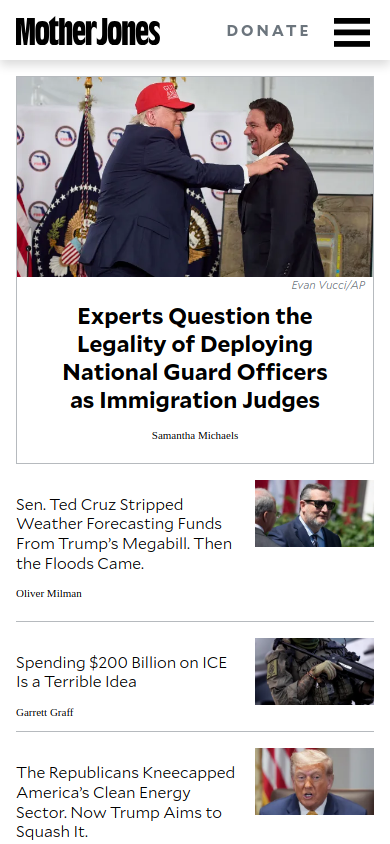 Mother Jones
DONATE
Evan Vucci/AP
Experts Question the
Legality of Deploying
National Guard Officers
as Immigration Judges
Samantha Michaels
Sen. Ted Cruz Stripped
Weather Forecasting Funds
From Trump's Megabill. Then
the Floods Came.
Oliver Milman
Spending $200 Billion on ICE
Is a Terrible Idea
Garrett Graff
The Republicans Kneecapped
America's Clean Energy
Sector. Now Trump Aims to
Squash It.